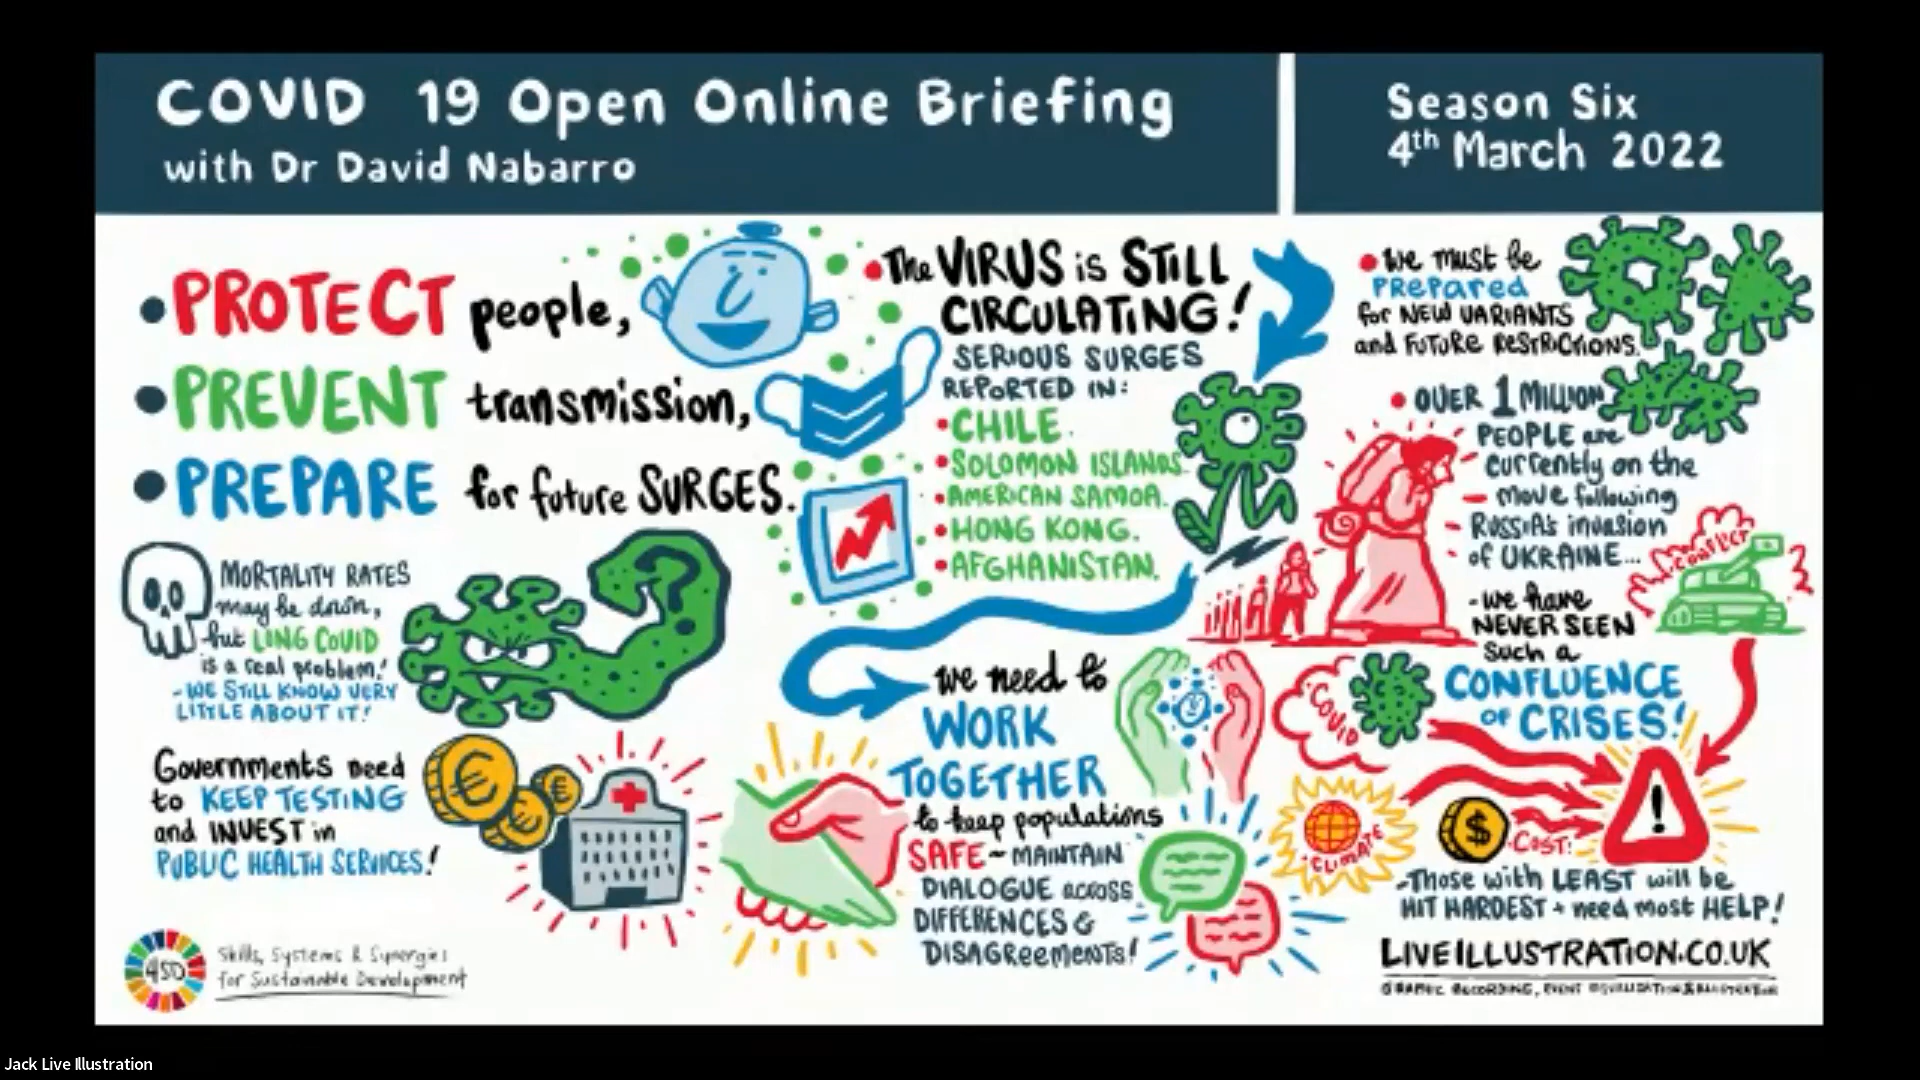 COVID 19 Open Online Briefing
with Dr David Nabarro
Season Six
4th March 2022
• PROTECT people,
• PREVENT transmission,
• PREPARE for future SURGES.
MORTALITY RATES
may be down,
but LONG COVID
is a real problem!
- WE STILL KNOW VERY
LITTLE ABOUT IT!
Governments need
to KEEP TESTING
and INVEST in
PUBLIC HEALTH SERVICES!
450
Skills, Systems & Synergies
for Sustainable Development
• The VIRUS is STILL
CIRCULATING!
SERIOUS SURGES
REPORTED IN:
• CHILE.
• SOLOMON ISLANDS.
• AMERICAN SAMOA.
• HONG KONG.
• AFGHANISTAN.
we need to
WORK
TOGETHER
to keep populations
SAFE ~ MAINTAIN
DIALOGUE across
DIFFERENCES &
DISAGREEMENTS!
• we must be
PREPARED
for NEW VARIANTS
and FUTURE RESTRICTIONS.
• OVER 1 MILLION
PEOPLE are
currently on the
move following
RUSSIA's invasion
of UKRAINE...
CONFLICT
- we have
NEVER SEEN
such a
CONFLUENCE
OF CRISES!
COVID
CLIMATE
€
€
€
$
COST!
!
- Those with LEAST will be
HIT HARDEST + need most HELP!
LIVEILLUSTRATION.CO.UK
GRAPHIC RECORDING, EVENT
Jack Live Illustration